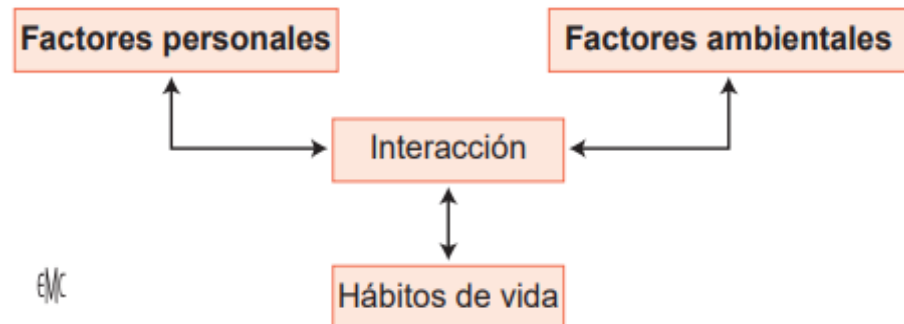 Factores personales
Factores ambientales
Interacción
Hábitos de vida
EMC